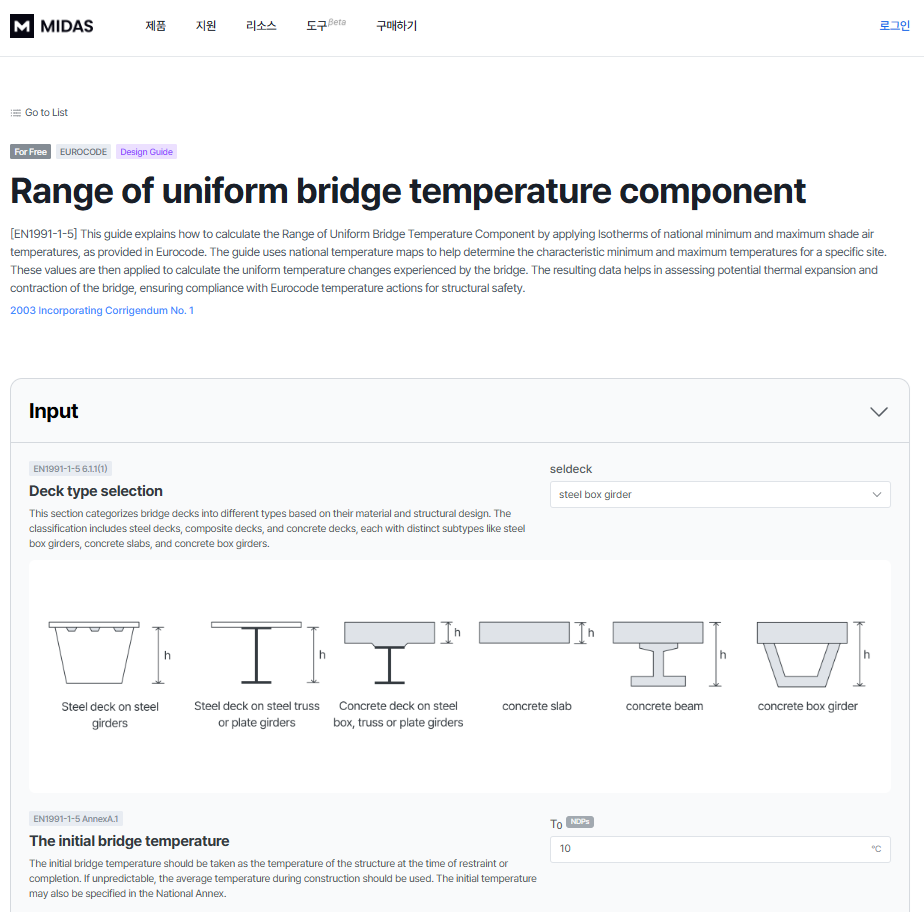 MIDAS 제품 지원 리소스 도구Beta 구매하기 로그인
Go to List
For Free EUROCODE Design Guide
Range of uniform bridge temperature component
[EN1991-1-5] This guide explains how to calculate the Range of Uniform Bridge Temperature Component by applying Isotherms of national minimum and maximum shade air
temperatures, as provided in Eurocode. The guide uses national temperature maps to help determine the characteristic minimum and maximum temperatures for a specific site.
These values are then applied to calculate the uniform temperature changes experienced by the bridge. The resulting data helps in assessing potential thermal expansion and
contraction of the bridge, ensuring compliance with Eurocode temperature actions for structural safety.
2003 Incorporating Corrigendum No. 1
Input
EN1991-1-5 6.1.1(1)
Deck type selection
This section categorizes bridge decks into different types based on their material and structural design. The
classification includes steel decks, composite decks, and concrete decks, each with distinct subtypes like steel
box girders, concrete slabs, and concrete box girders.
seldeck
steel box girder
h
h
h
h
h
h
Steel deck on steel
girders
Steel deck on steel truss
or plate girders
Concrete deck on steel
box, truss or plate girders
concrete slab
concrete beam
concrete box girder
EN1991-1-5 AnnexA.1
The initial bridge temperature
The initial bridge temperature should be taken as the temperature of the structure at the time of restraint or
completion. If unpredictable, the average temperature during construction should be used. The initial temperature
may also be specified in the National Annex.
T0 NDPs
10 °C